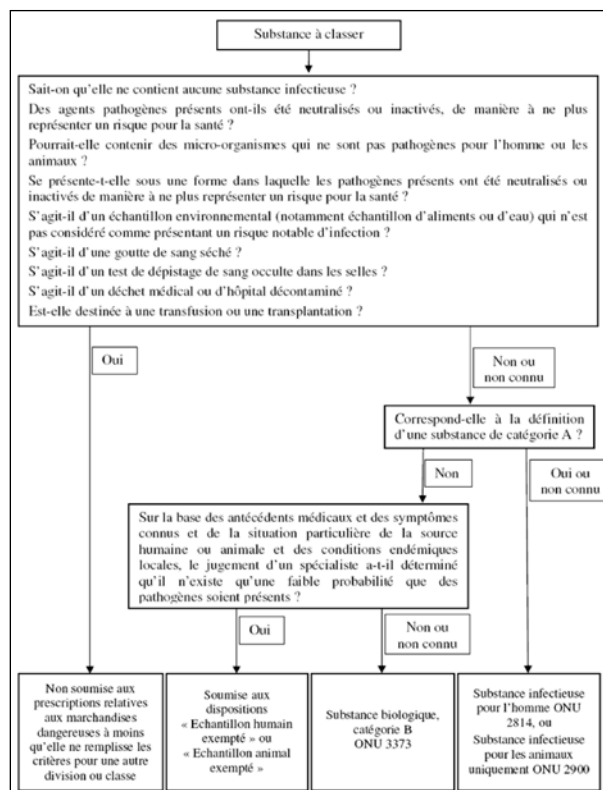 Substance à classer
Sait-on qu'elle ne contient aucune substance infectieuse ?
Des agents pathogènes présents ont-ils été neutralisés ou inactivés, de manière à ne plus
représenter un risque pour la santé ?
Pourrait-elle contenir des micro-organismes qui ne sont pas pathogènes pour l'homme ou les
animaux ?
Se présente-t-elle sous une forme dans laquelle les pathogènes présents ont été neutralisés ou
inactivés de manière à ne plus représenter un risque pour la santé ?
S'agit-il d'un échantillon environnemental (notamment échantillon d'aliments ou d'eau) qui n'est
pas considéré comme présentant un risque notable d'infection ?
S'agit-il d'une goutte de sang séché ?
S'agit-il d'un test de dépistage de sang occulte dans les selles ?
S'agit-il d'un déchet médical ou d'hôpital décontaminé ?
Est-elle destinée à une transfusion ou une transplantation ?
Oui
Non ou
non connu
Correspond-elle à la définition
d'une substance de catégorie A ?
Non
Oui ou
non connu
Sur la base des antécédents médicaux et des symptômes
connus et de la situation particulière de la source
humaine ou animale et des conditions endémiques
locales, le jugement d'un spécialiste a-t-il déterminé
qu'il n'existe qu'une faible probabilité que des
pathogènes soient présents ?
Oui
Non ou
non connu
Non soumise aux
prescriptions relatives
aux marchandises
dangereuses à moins
qu'elle ne remplisse les
critères pour une autre
division ou classe
Soumise aux
dispositions
« Echantillon humain
exempté » ou
« Echantillon animal
exempté »
Substance biologique,
catégorie B
ONU 3373
Substance infectieuse
pour l'homme ONU
2814, ou
Substance infectieuse
pour les animaux
uniquement ONU 2900